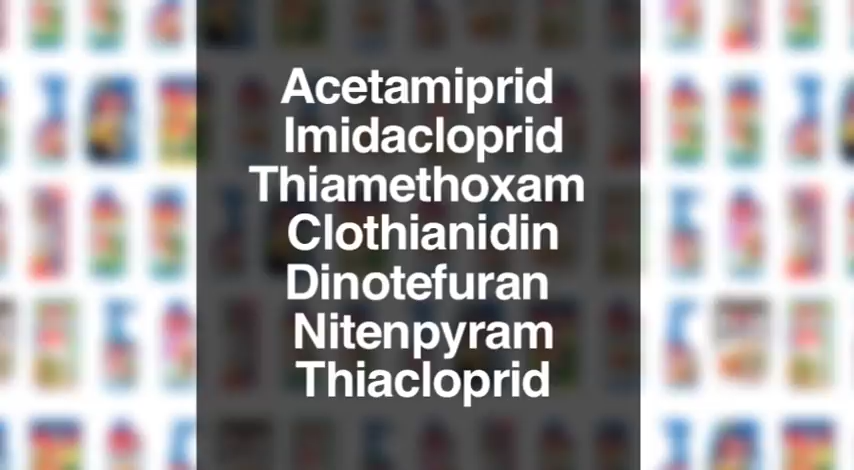 Acetamiprid
Imidacloprid
Thiamethoxam
Clothianidin
Dinotefuran
Nitenpyram
Thiacloprid